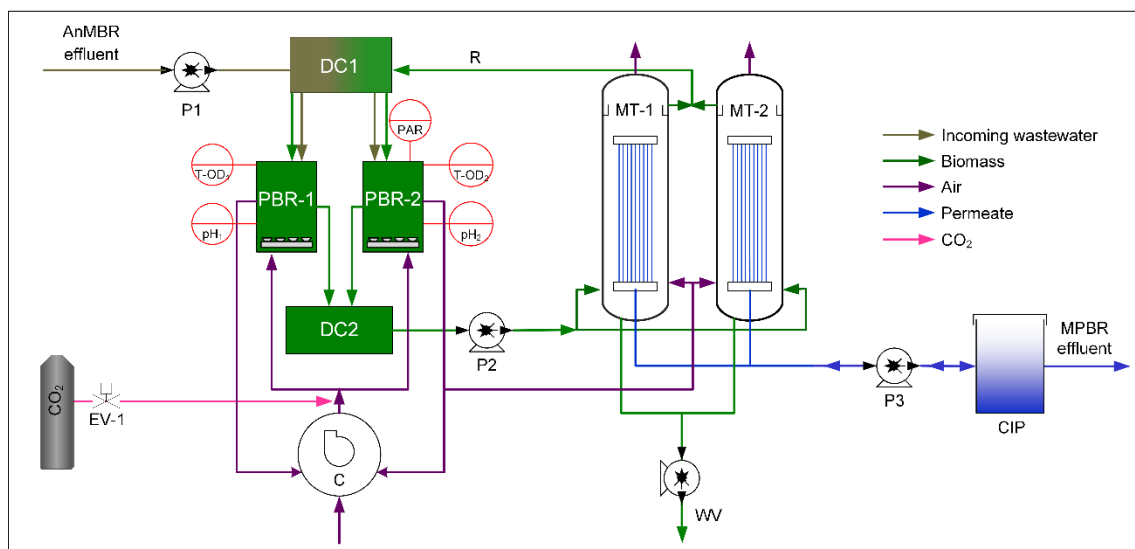 AnMBR
effluent
P1
DC1
R
PAR
T-OD₁
PBR-1
pH₁
PBR-2
T-OD₂
pH₂
DC2
P2
MT-1
MT-2
Incoming wastewater
Biomass
Air
Permeate
CO₂
CO₂
EV-1
C
WV
P3
CIP
MPBR
effluent